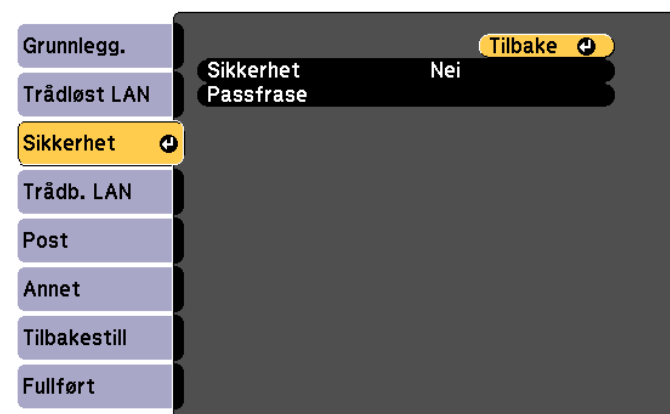 Grunnlegg.
Trådløst LAN
Sikkerhet
Trådb. LAN
Post
Annet
Tilbakestill
Fullført
Tilbake
Sikkerhet Nei
Passfrase